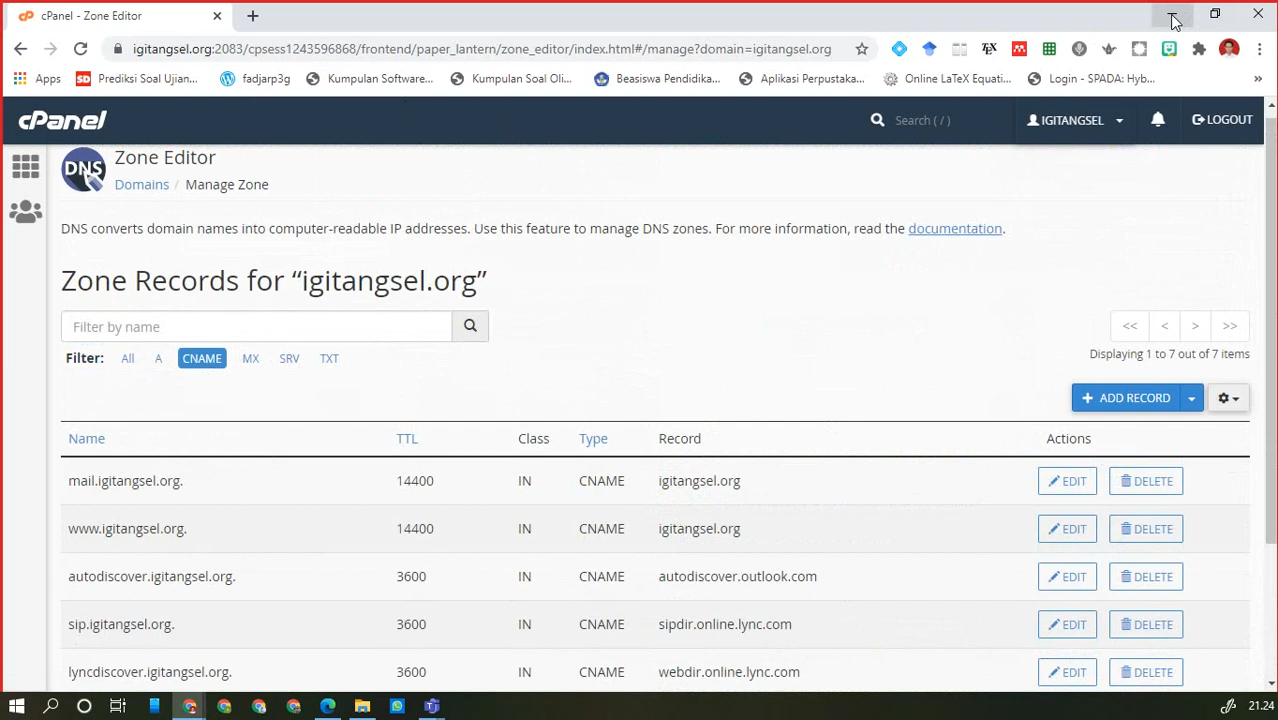 cPanel - Zone Editor
igitangsel.org:2083/cpsess1243596868/frontend/paper_lantern/zone_editor/index.html#/manage?domain=igitangsel.org
Apps SD Prediksi Soal Ujian... fadjarp3g Kumpulan Software... Kumpulan Soal Oli... Beasiswa Pendidika... Aplikasi Perpustaka... Online LaTeX Equati... Login - SPADA: Hyb... »
cPanel Search ( / ) IGITANGSEL LOGOUT
DNS Zone Editor
Domains / Manage Zone
DNS converts domain names into computer-readable IP addresses. Use this feature to manage DNS zones. For more information, read the documentation.
Zone Records for “igitangsel.org”
Filter by name << < > >>
Filter: All A CNAME MX SRV TXT Displaying 1 to 7 out of 7 items
+ ADD RECORD
Name TTL Class Type Record Actions
mail.igitangsel.org. 14400 IN CNAME igitangsel.org EDIT DELETE
www.igitangsel.org. 14400 IN CNAME igitangsel.org EDIT DELETE
autodiscover.igitangsel.org. 3600 IN CNAME autodiscover.outlook.com EDIT DELETE
sip.igitangsel.org. 3600 IN CNAME sipdir.online.lync.com EDIT DELETE
lyncdiscover.igitangsel.org. 3600 IN CNAME webdir.online.lync.com EDIT DELETE
21.24